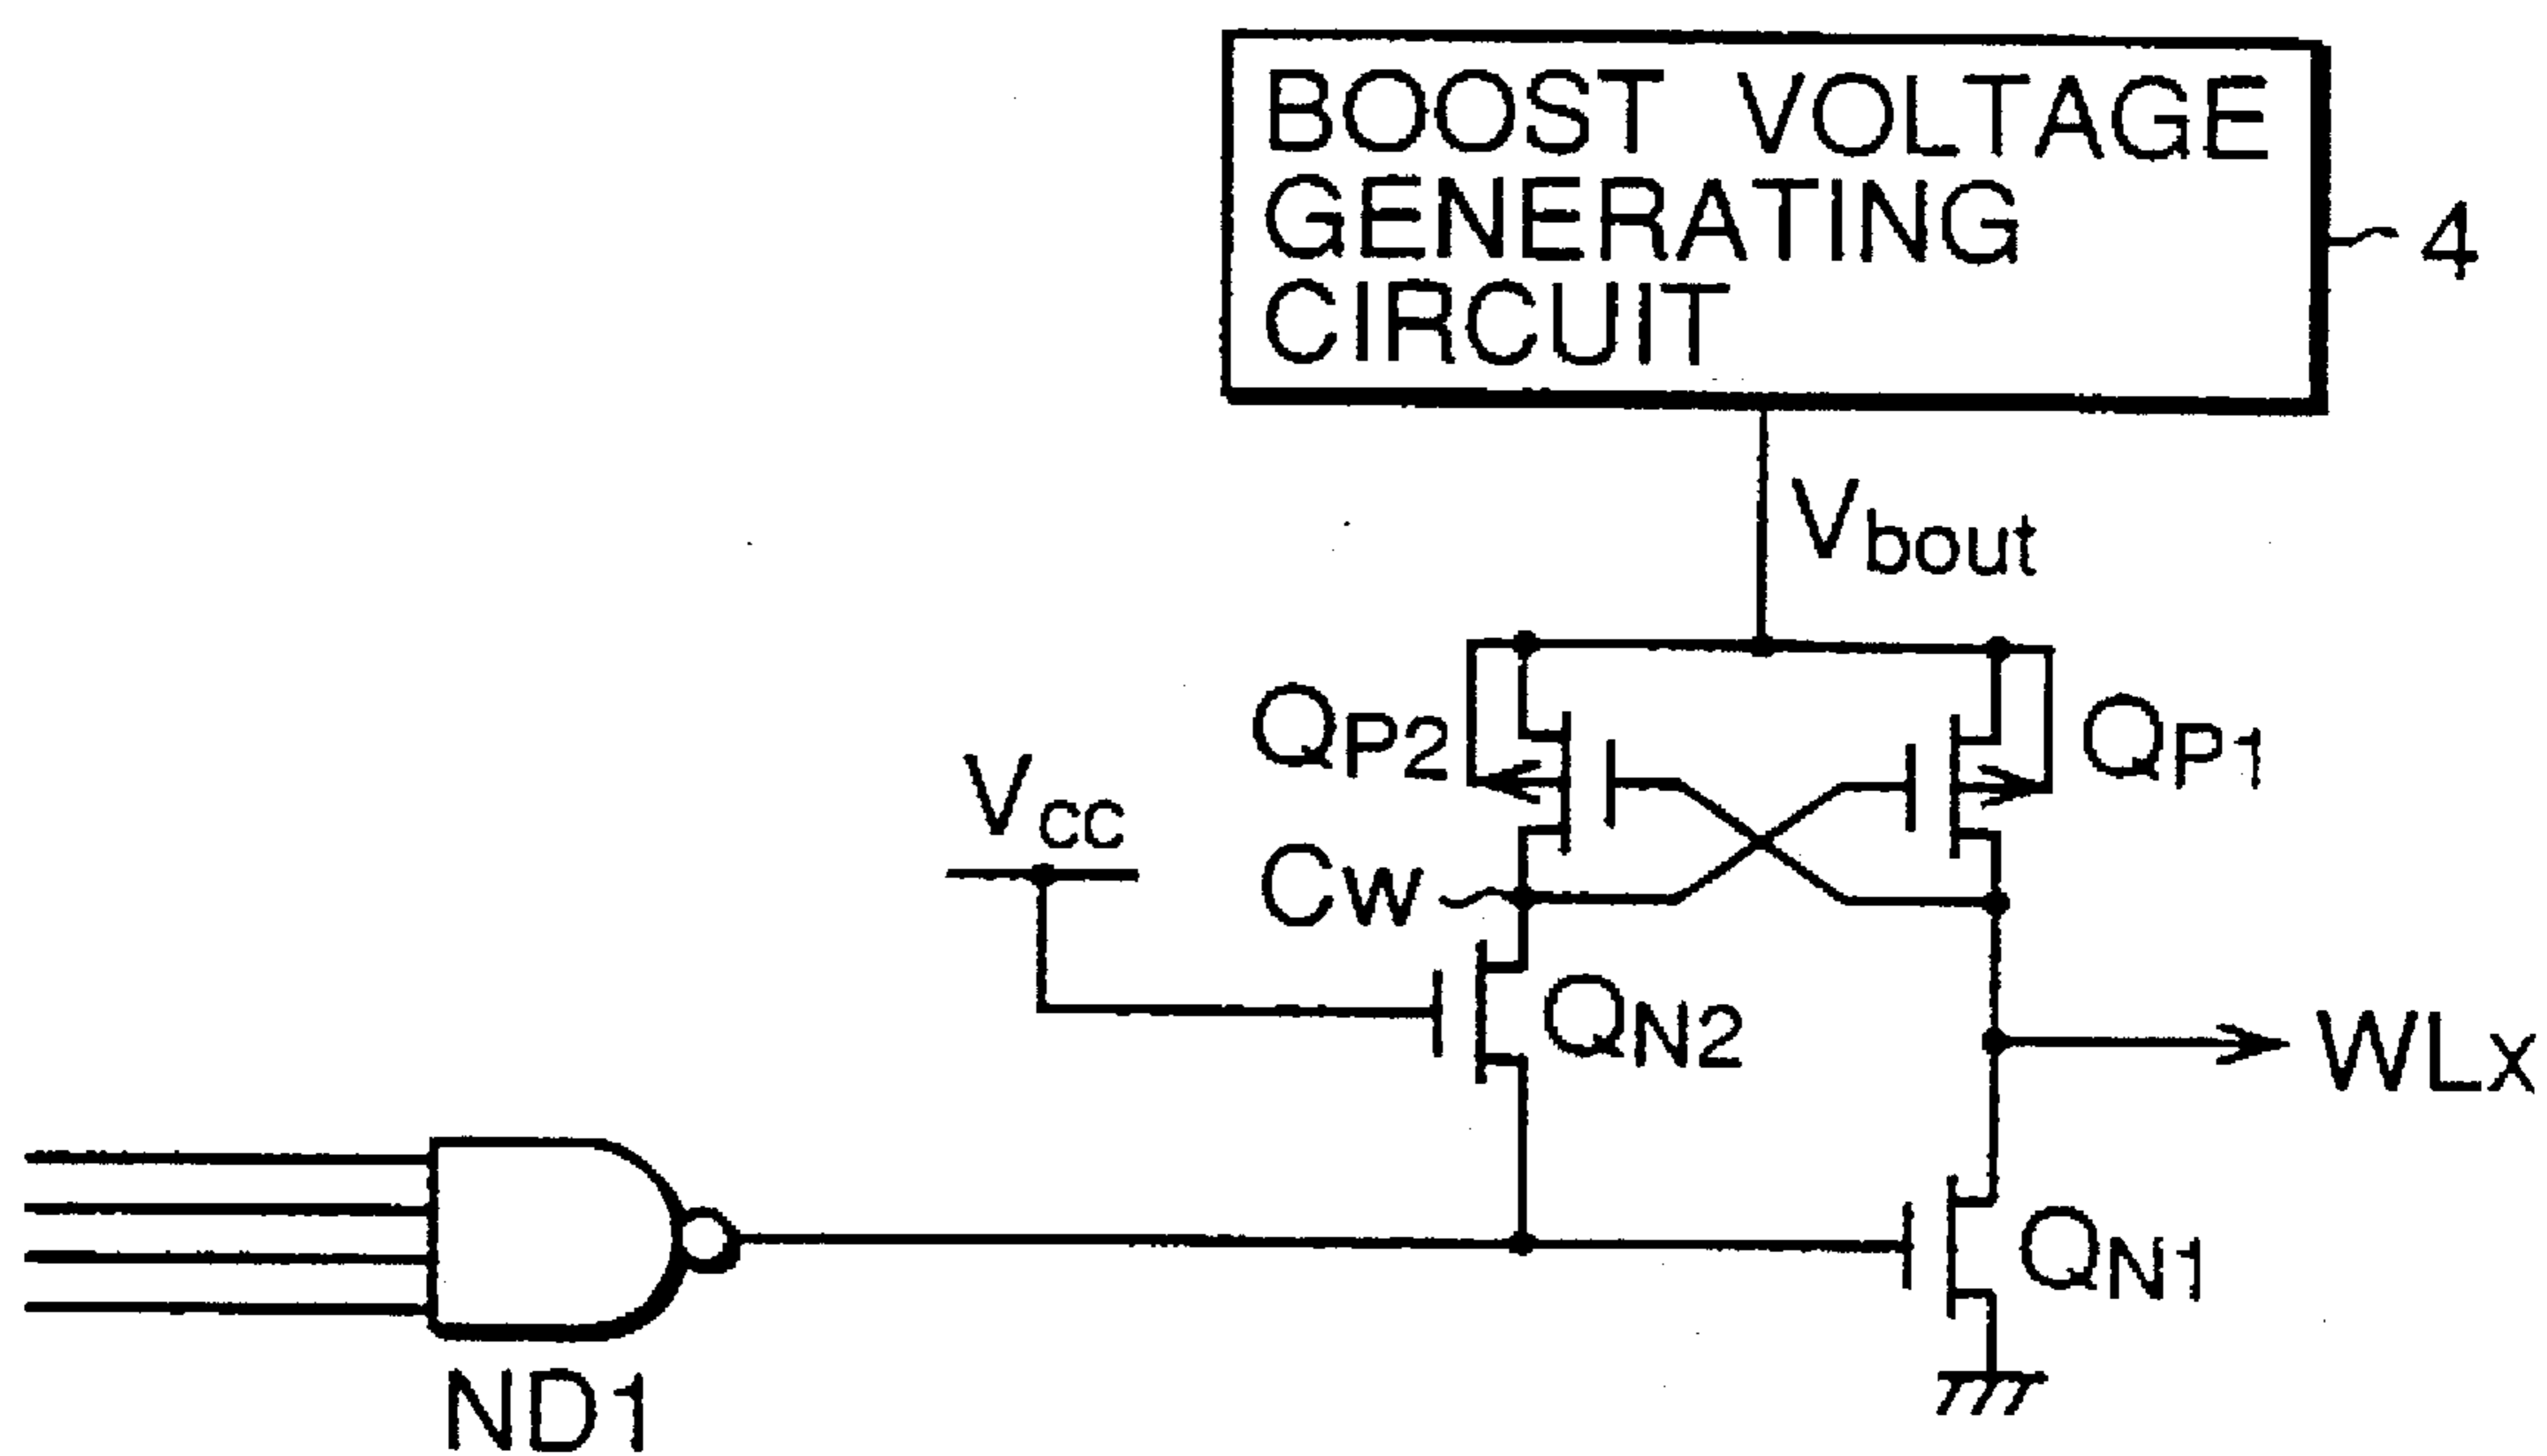 BOOST VOLTAGE
GENERATING
CIRCUIT
4
Vbout
QP2
QP1
VCC
CW
QN2
WLX
QN1
ND1